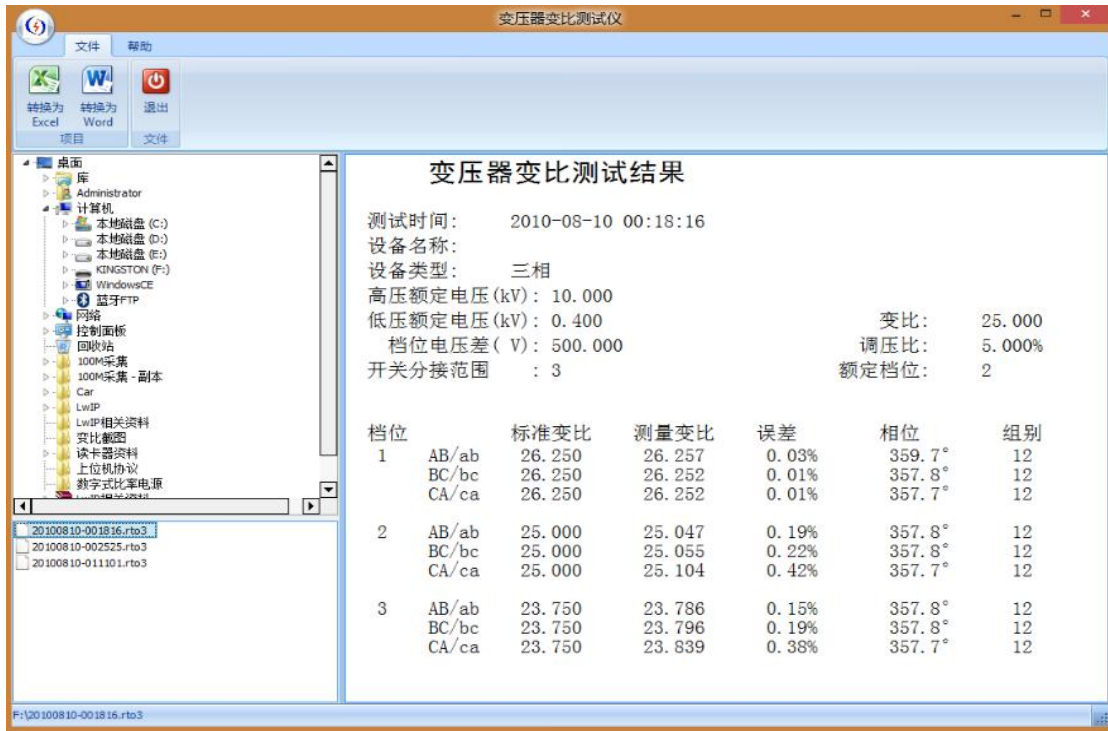 变压器变比测试仪
文件 帮助
转换为 Excel
转换为 Word
退出
项目 文件
桌面
库
Administrator
计算机
本地磁盘 (C:)
本地磁盘 (D:)
本地磁盘 (E:)
KINGSTON (F:)
WindowsCE
蓝牙FTP
网络
控制面板
回收站
100M采集
100M采集 - 副本
Car
LwIP
LwIP相关资料
变比截图
读卡器资料
上位机协议
数字式比率电源
20100810-001816.rto3
20100810-002525.rto3
20100810-011101.rto3
变压器变比测试结果
测试时间: 2010-08-10 00:18:16
设备名称:
设备类型: 三相
高压额定电压(kV): 10.000
低压额定电压(kV): 0.400 变比: 25.000
档位电压差( V): 500.000 调压比: 5.000%
开关分接范围 : 3 额定档位: 2
档位 标准变比 测量变比 误差 相位 组别
1 AB/ab 26.250 26.257 0.03% 359.7° 12
BC/bc 26.250 26.252 0.01% 357.8° 12
CA/ca 26.250 26.252 0.01% 357.7° 12
2 AB/ab 25.000 25.047 0.19% 357.8° 12
BC/bc 25.000 25.055 0.22% 357.8° 12
CA/ca 25.000 25.104 0.42% 357.7° 12
3 AB/ab 23.750 23.786 0.15% 357.8° 12
BC/bc 23.750 23.796 0.19% 357.8° 12
CA/ca 23.750 23.839 0.38% 357.7° 12
F:\20100810-001816.rto3